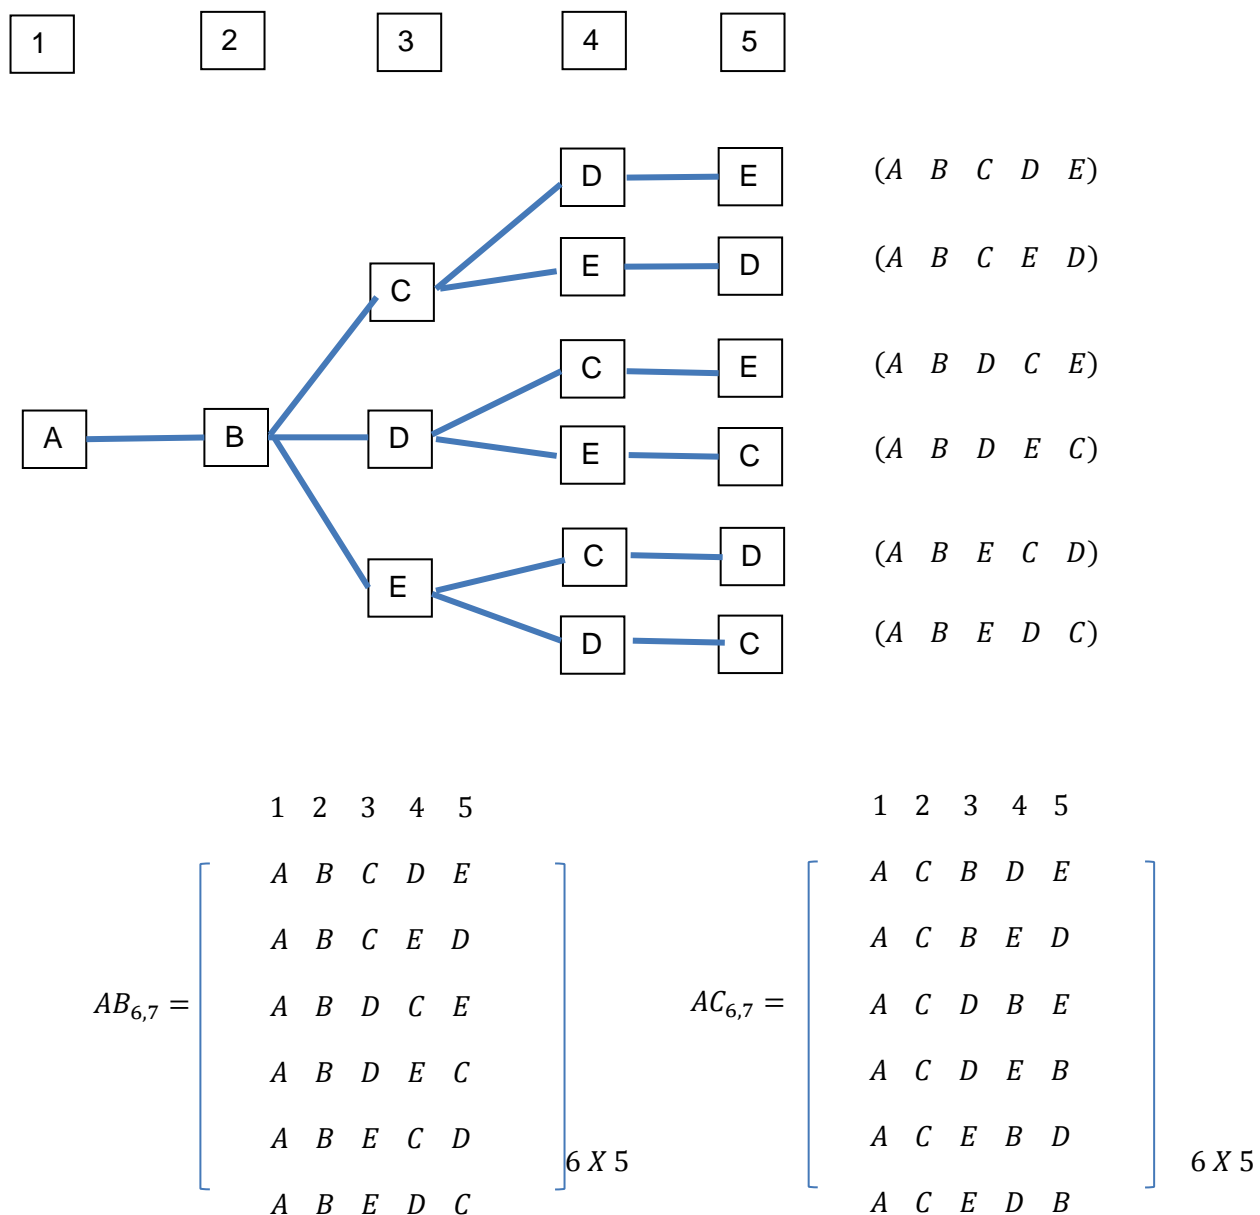 1 2 3 4 5
D E (A B C D E)
E D (A B C E D)
C
C E (A B D C E)
A B D
E C (A B D E C)
C D (A B E C D)
E
D C (A B E D C)
1 2 3 4 5
A B C D E
A B C E D
AB6,7 = A B D C E
A B D E C
A B E C D
6 X 5
A B E D C
1 2 3 4 5
A C B D E
A C B E D
AC6,7 = A C D B E
A C D E B
A C E B D
6 X 5
A C E D B